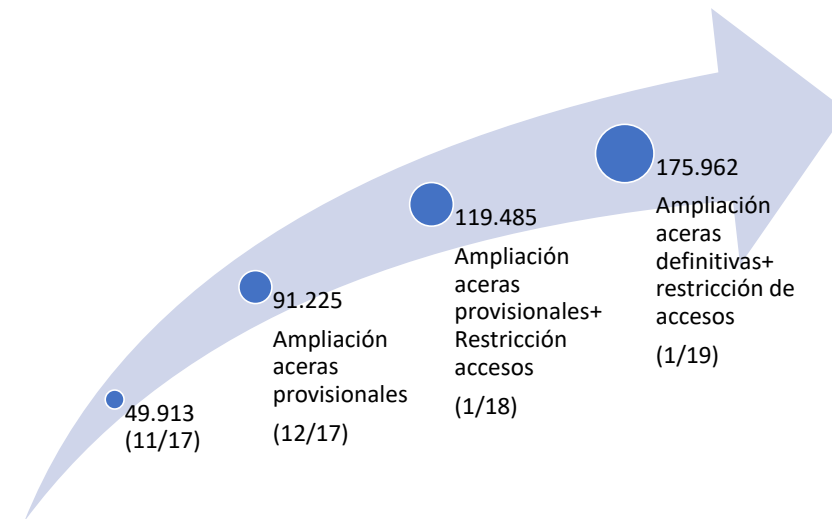 49.913
(11/17)
91.225
Ampliación
aceras
provisionales
(12/17)
119.485
Ampliación
aceras
provisionales+
Restricción
accesos
(1/18)
175.962
Ampliación
aceras
definitivas+
restricción de
accesos
(1/19)